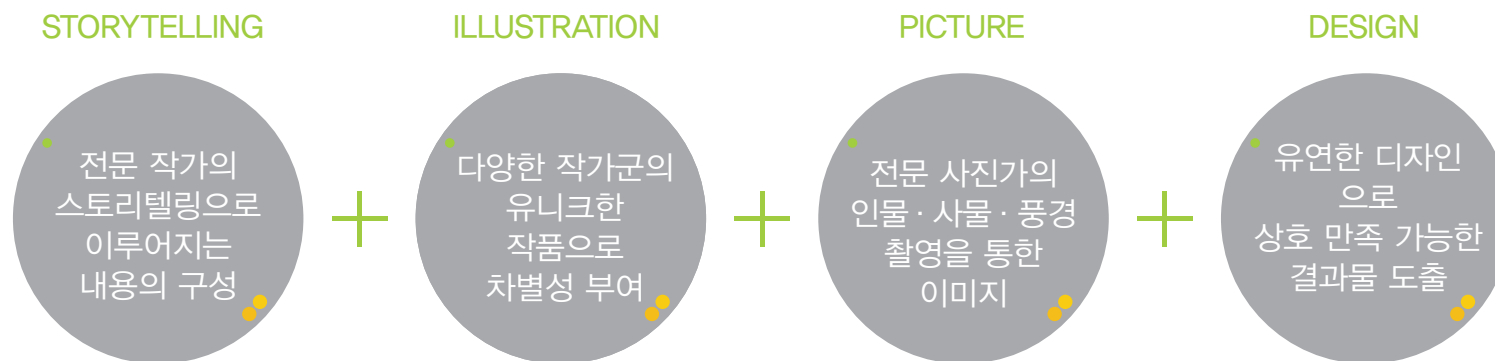 STORYTELLING
전문 작가의
스토리텔링으로
이루어지는
내용의 구성
ILLUSTRATION
다양한 작가군의
유니크한
작품으로
차별성 부여
PICTURE
전문 사진가의
인물 · 사물 · 풍경
촬영을 통한
이미지
DESIGN
유연한 디자인
으로
상호 만족 가능한
결과물 도출